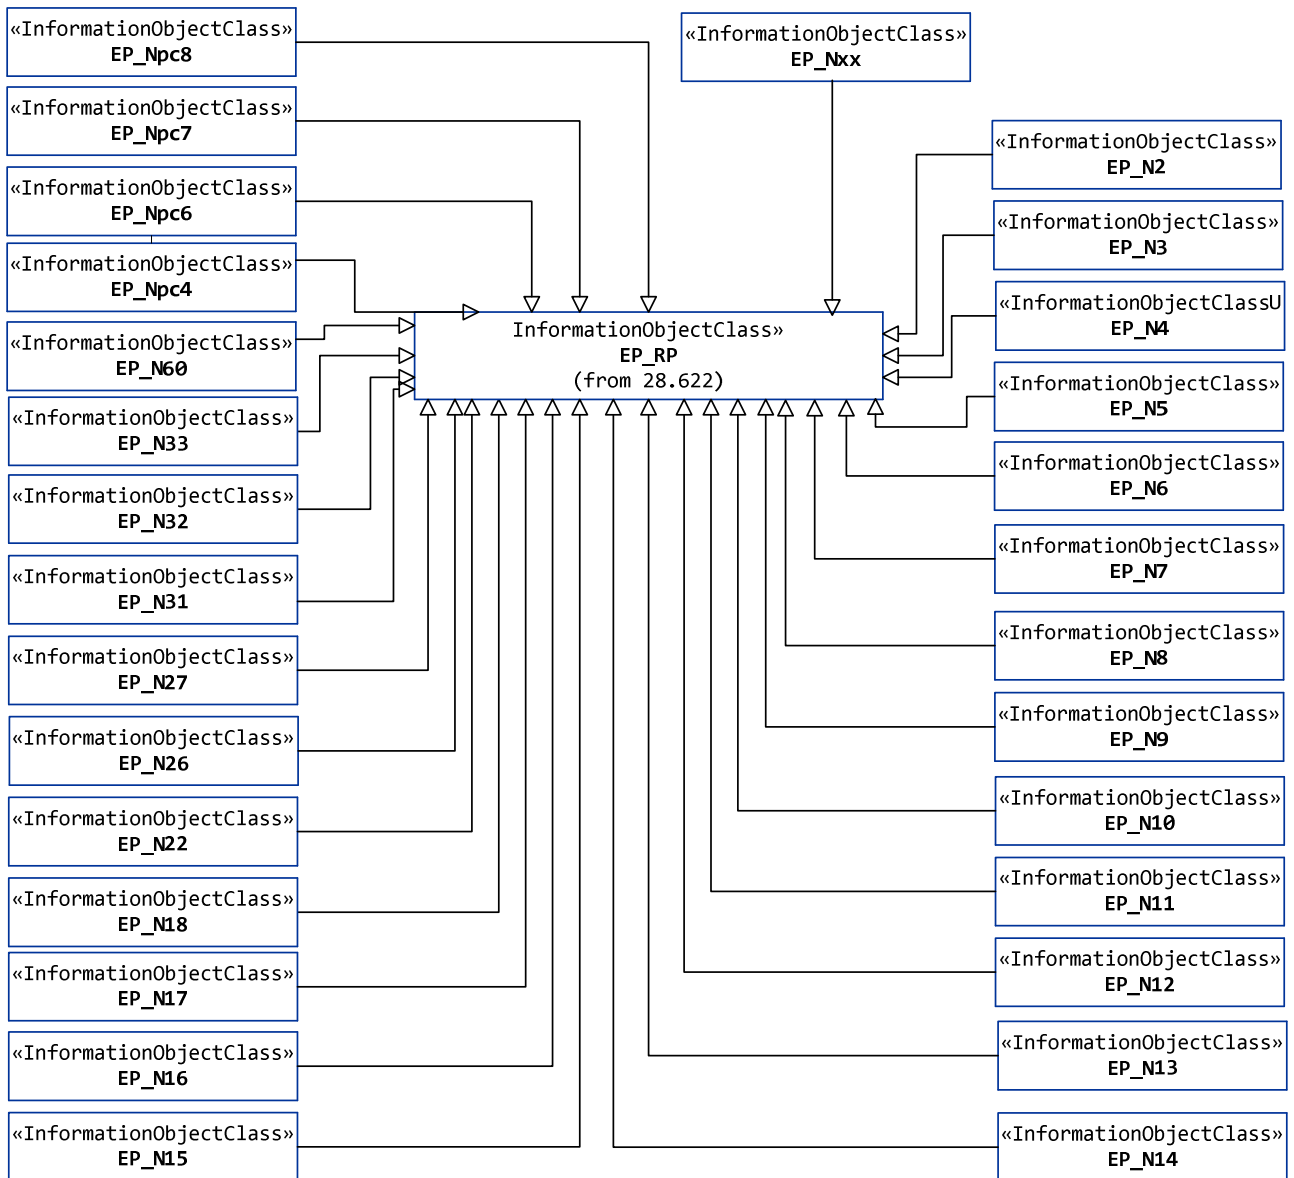 «InformationObjectClass»
EP_Npc8
«InformationObjectClass»
EP_Nxx
«InformationObjectClass»
EP_Npc7
«InformationObjectClass»
EP_N2
«InformationObjectClass»
EP_Npc6
«InformationObjectClass»
EP_N3
«InformationObjectClass»
EP_Npc4
«InformationObjectClassU
EP_N4
InformationObjectClass»
EP_RP
(from 28.622)
«InformationObjectClass»
EP_N60
«InformationObjectClass»
EP_N5
«InformationObjectClass»
EP_N33
«InformationObjectClass»
EP_N6
«InformationObjectClass»
EP_N32
«InformationObjectClass»
EP_N7
«InformationObjectClass»
EP_N31
«InformationObjectClass»
EP_N8
«InformationObjectClass»
EP_N27
«InformationObjectClass»
EP_N9
«InformationObjectClass»
EP_N26
«InformationObjectClass»
EP_N10
«InformationObjectClass»
EP_N22
«InformationObjectClass»
EP_N11
«InformationObjectClass»
EP_N18
«InformationObjectClass»
EP_N12
«InformationObjectClass»
EP_N17
«InformationObjectClass»
EP_N13
«InformationObjectClass»
EP_N16
«InformationObjectClass»
EP_N14
«InformationObjectClass»
EP_N15